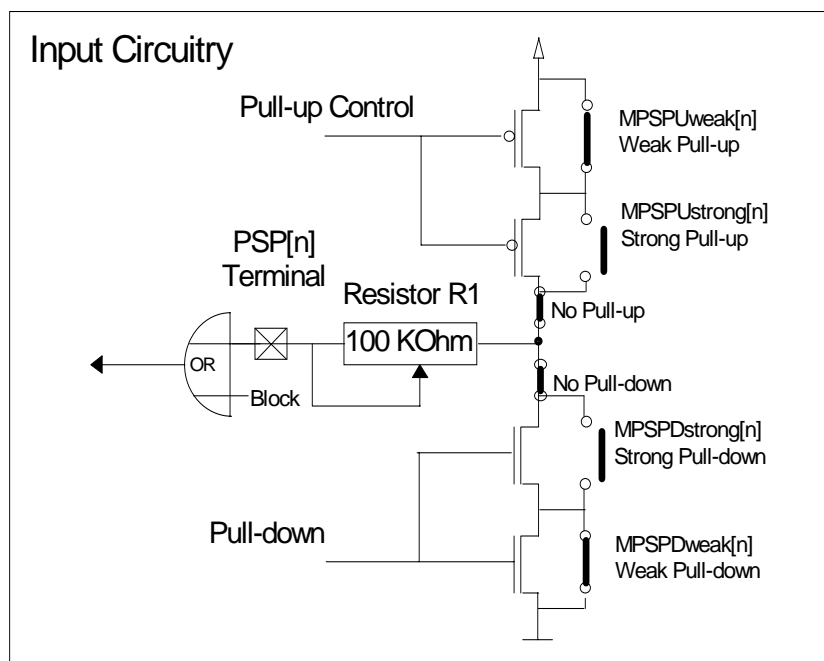 Input Circuitry
Pull-up Control
MPSPUweak[n]
Weak Pull-up
MPSPUstrong[n]
Strong Pull-up
PSP[n]
Terminal
Resistor R1
No Pull-up
100 KOhm
OR
Block
No Pull-down
MPSPDstrong[n]
Strong Pull-down
Pull-down
MPSPDweak[n]
Weak Pull-down